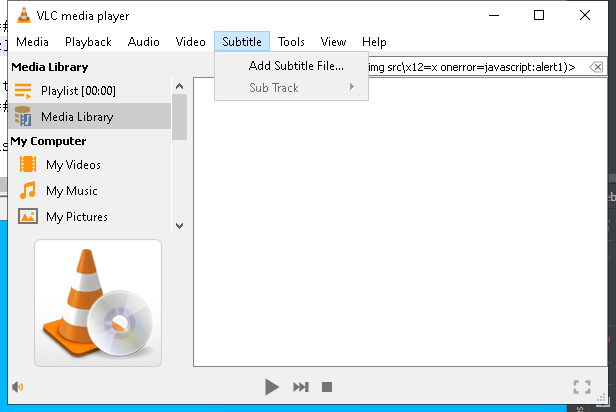 VLC media player
Media Playback Audio Video Subtitle Tools View Help
Media Library
Add Subtitle File...
img src\x12=x onerror=javascript:alert1)>
Playlist [00:00]
Sub Track
Media Library
My Computer
My Videos
My Music
My Pictures